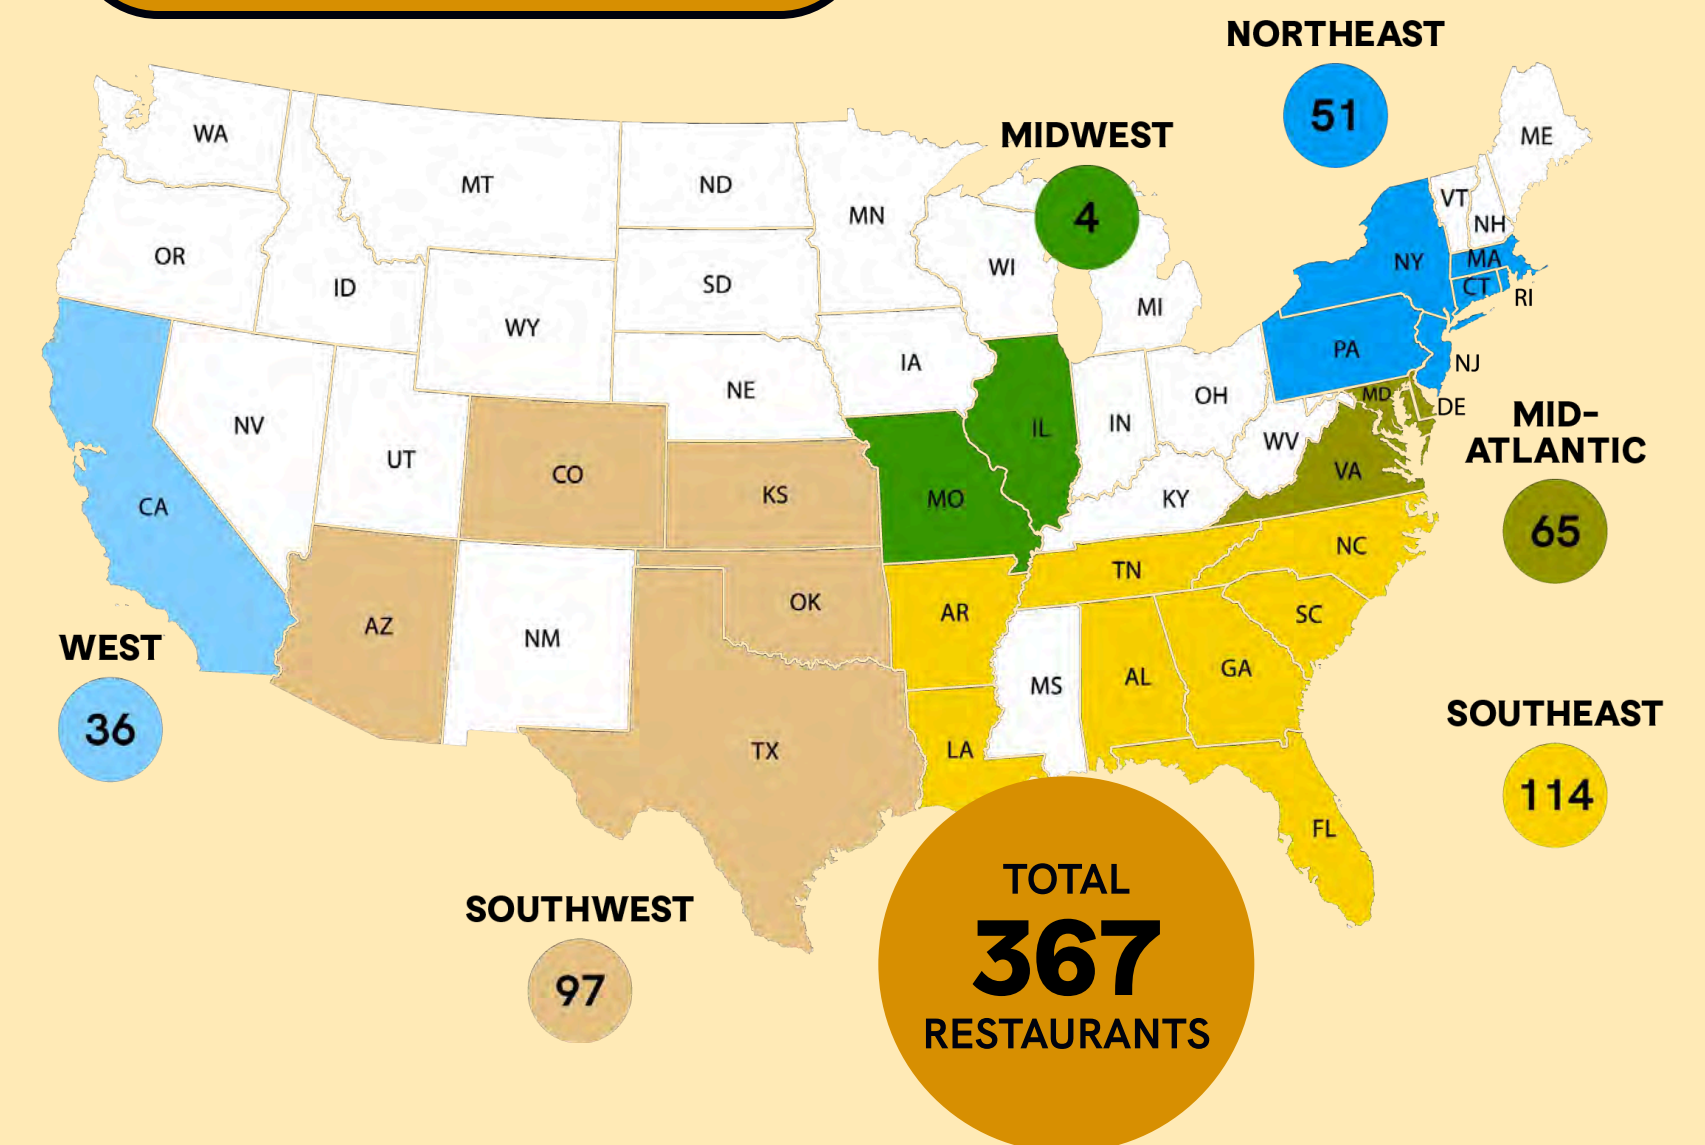 NORTHEAST
51
MIDWEST
4
WA
MT
ND
MN
ME
VT
NH
OR
ID
SD
WI
MI
NY
MA
CT
RI
WY
IA
PA
NJ
NE
OH
MD
DE
NV
UT
CO
KS
IL
IN
WV
VA
MID-
ATLANTIC
65
CA
MO
KY
NC
TN
OK
AR
SC
AZ
NM
WEST
36
MS
AL
GA
TX
LA
SOUTHEAST
114
FL
SOUTHWEST
97
TOTAL
367
RESTAURANTS